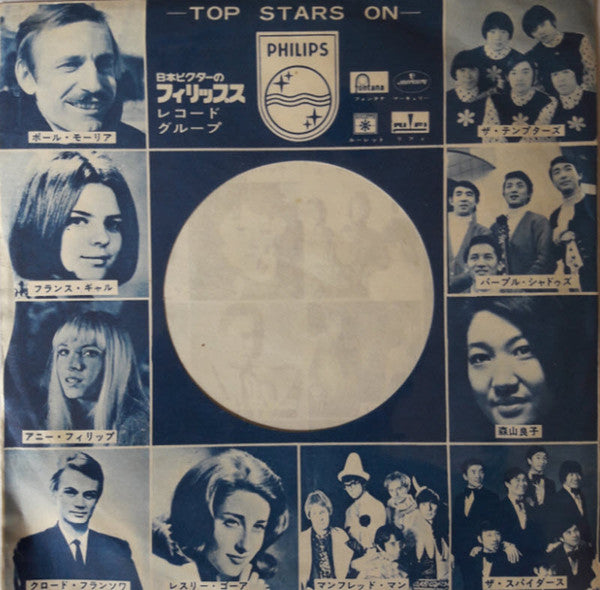 —TOP STARS ON—
PHILIPS
日本ビクターの
フィリップス
レコード
グループ
fontana
フォンタナ
マーキュリー
ルーレット
ポール・モーリア
ザ・テンプターズ
フランス・ギャル
パープル・シャドウズ
アニー・フィリップ
森山良子
クロード・フランソワ
レスリー・ゴーア
マンフレッド・マン
ザ・スパイダース